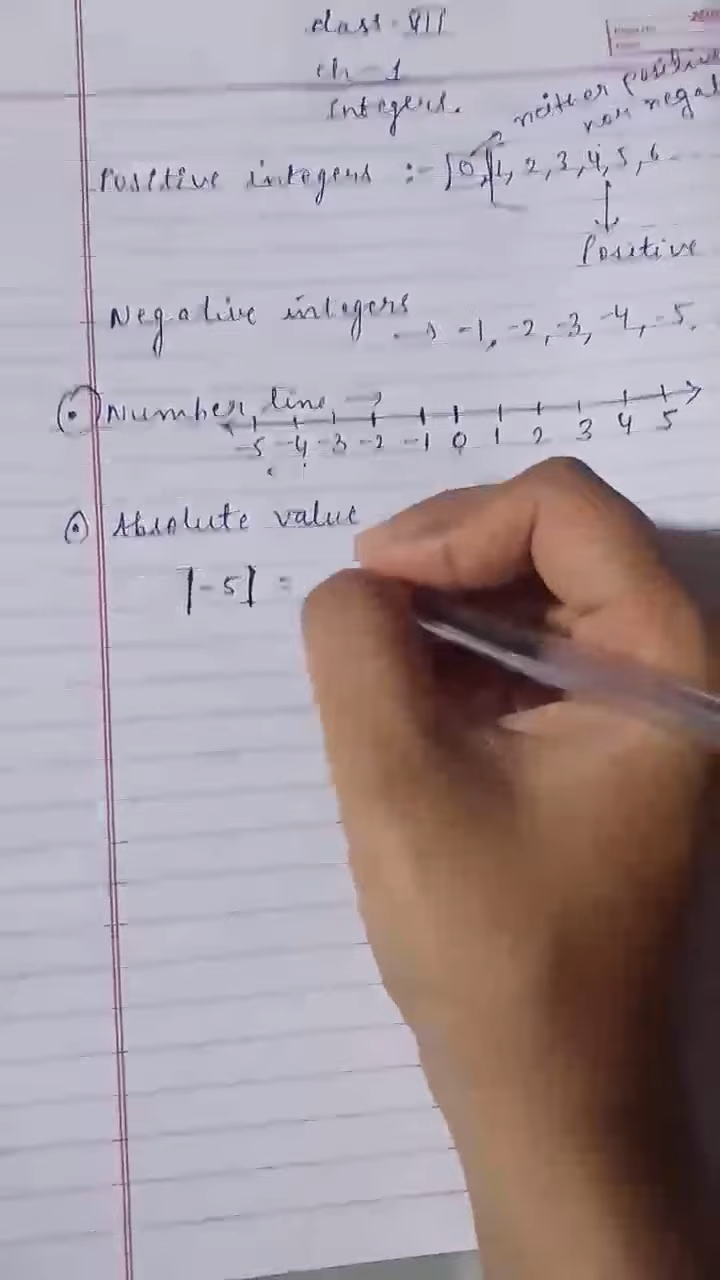 class - VII
ch - 1
Integers.
neither positive
nor negat
Positive integers :- 0, 1, 2, 3, 4, 5, 6
Positive
Negative integers → -1, -2, -3, -4, -5,
Number line →
-5 -4 -3 -2 -1 0 1 2 3 4 5
Absolute value
|-5| =